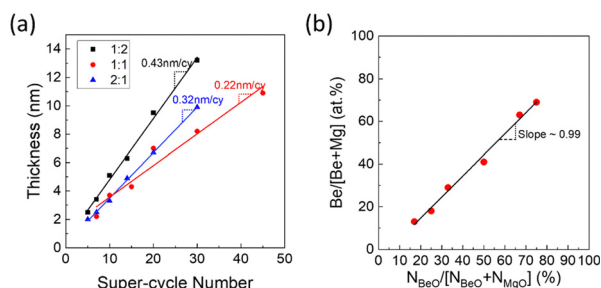 (a)
1:2
1:1
2:1
0.43nm/cy
0.22nm/cy
0.32nm/cy
Thickness (nm)
14
12
10
8
6
4
2
0
0 10 20 30 40 50
Super-cycle Number
(b)
Be/[Be+Mg] (at.%)
100
80
60
40
20
0
Slope ~ 0.99
0 10 20 30 40 50 60 70 80 90 100
N_BeO/[N_BeO+N_MgO] (%)